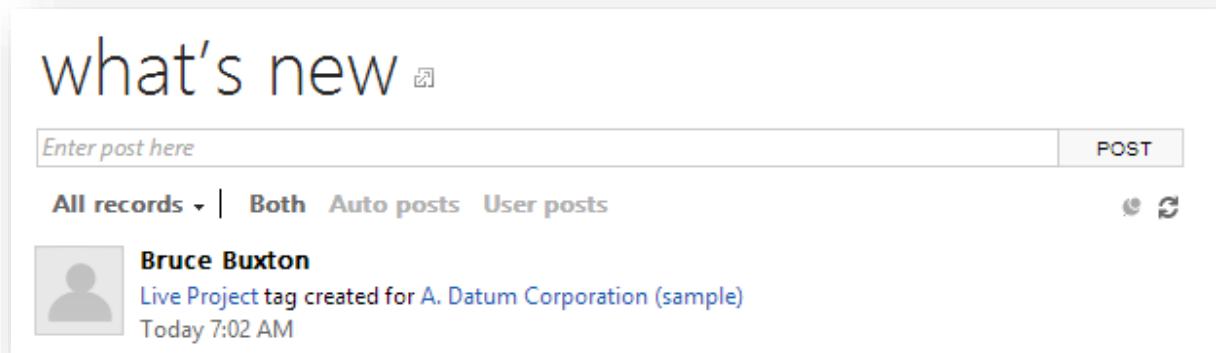 what's new
Enter post here POST
All records Both Auto posts User posts
Bruce Buxton
Live Project tag created for A. Datum Corporation (sample)
Today 7:02 AM